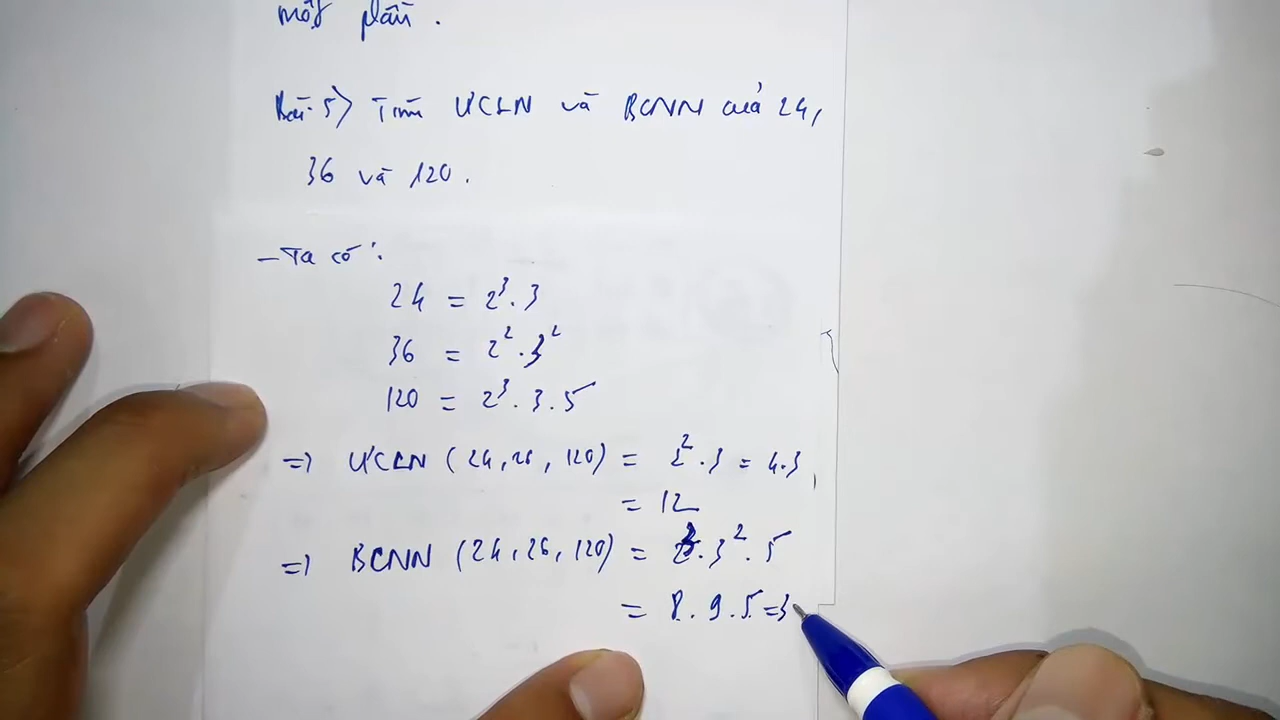 một phần.
Bài 5> Tìm ƯCLN và BCNN của 24,
36 và 120.
- Ta có:
24 = 2³ . 3
36 = 2² . 3²
120 = 2³ . 3 . 5
=> ƯCLN (24, 26, 120) = 2² . 3 = 4.3
= 12
=> BCNN (24, 26, 120) = 2³ . 3² . 5
= 8 . 9 . 5 = 3